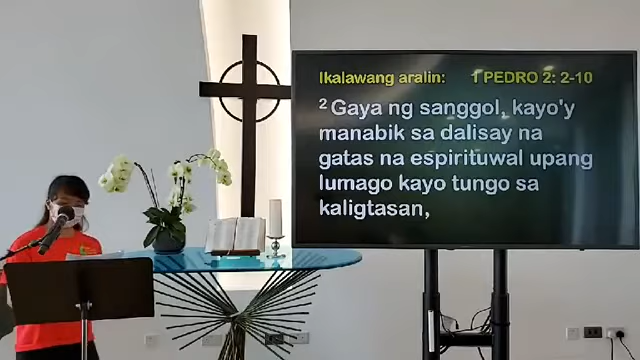 Ikalawang aralin: 1 PEDRO 2: 2-10
2 Gaya ng sanggol, kayo'y
manabik sa dalisay na
gatas na espirituwal upang
lumago kayo tungo sa
kaligtasan,